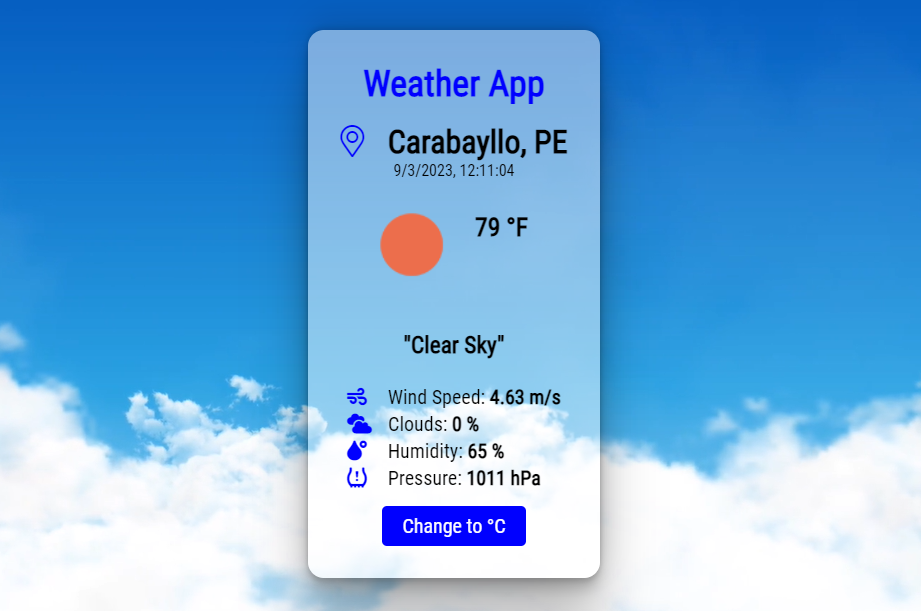 Weather App
Carabayllo, PE
9/3/2023, 12:11:04
79 °F
"Clear Sky"
Wind Speed: 4.63 m/s
Clouds: 0 %
Humidity: 65 %
Pressure: 1011 hPa
Change to °C